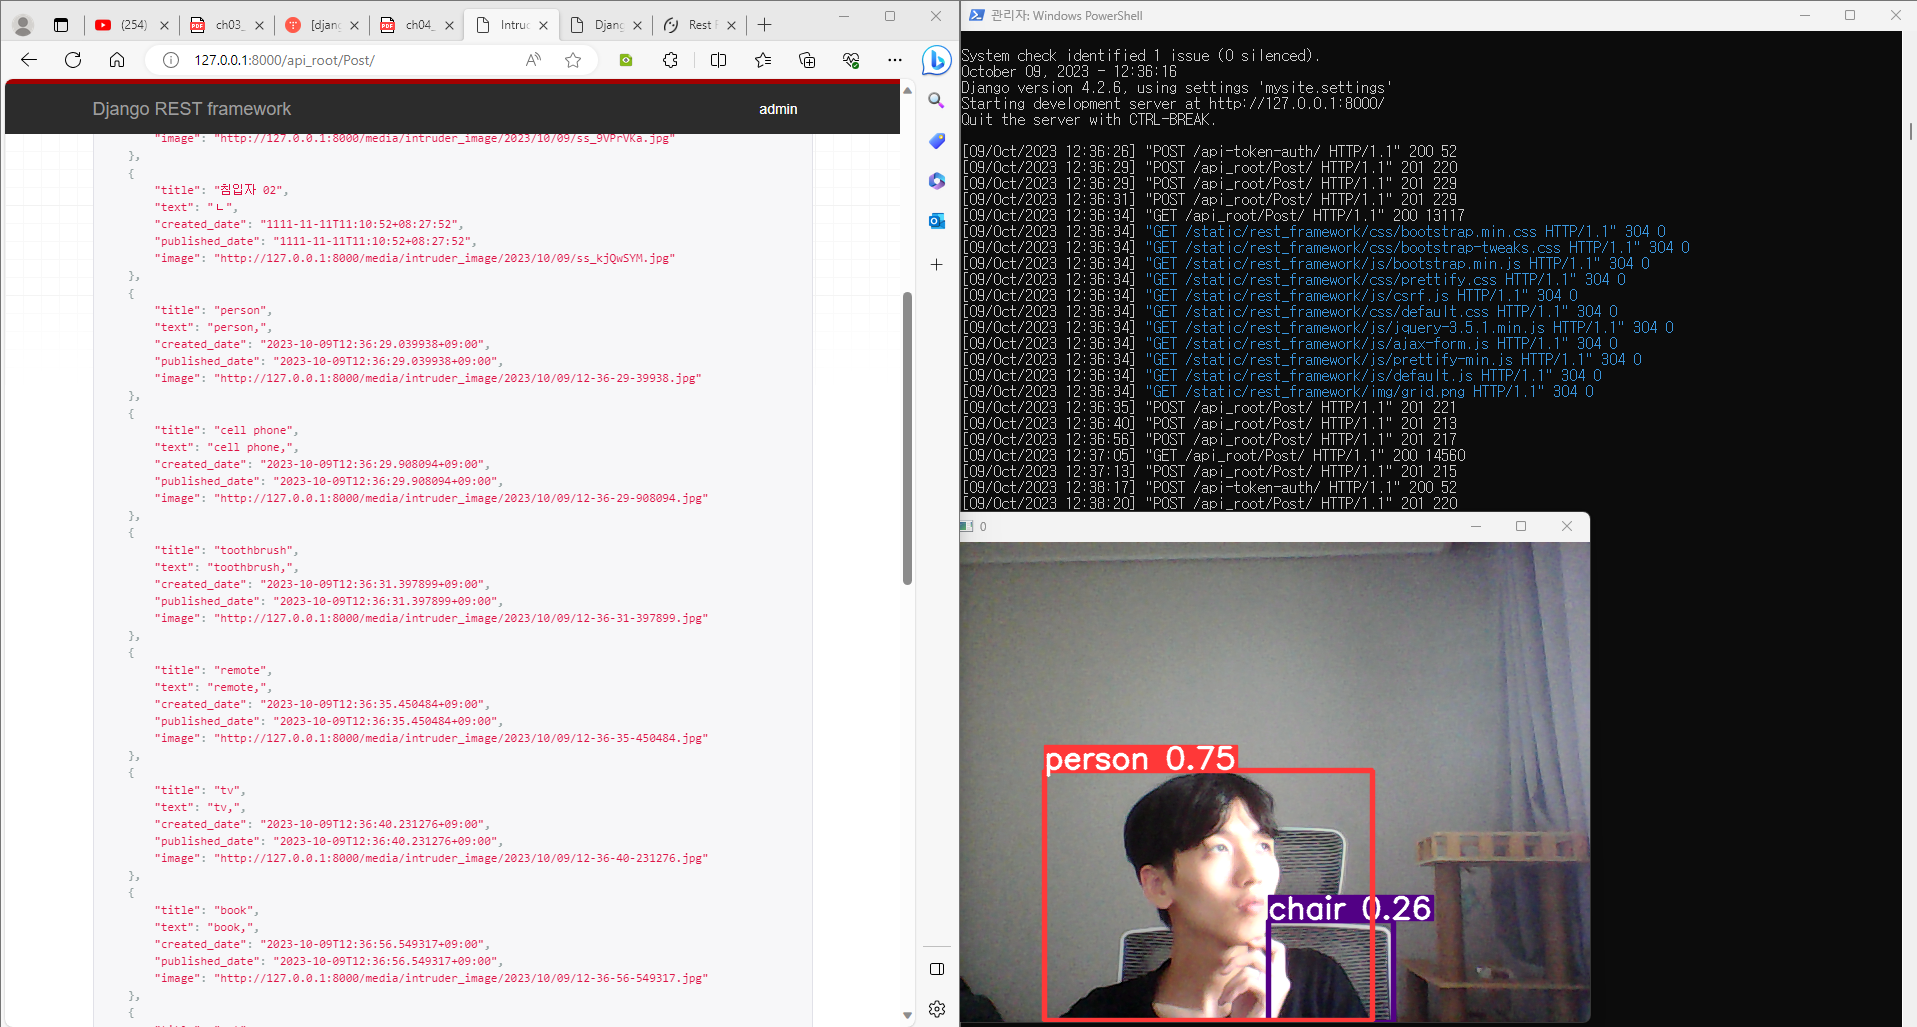 (254)
ch03_
[djan
ch04_
Intru
Djang
Rest F
127.0.0.1:8000/api_root/Post/
Django REST framework
admin
"image": "http://127.0.0.1:8000/media/intruder_image/2023/10/09/ss_9VPrVKa.jpg"
},
{
"title": "침입자 02",
"text": "ㄴ",
"created_date": "1111-11-11T11:10:52+08:27:52",
"published_date": "1111-11-11T11:10:52+08:27:52",
"image": "http://127.0.0.1:8000/media/intruder_image/2023/10/09/ss_kjQwSYM.jpg"
},
{
"title": "person",
"text": "person,",
"created_date": "2023-10-09T12:36:29.039938+09:00",
"published_date": "2023-10-09T12:36:29.039938+09:00",
"image": "http://127.0.0.1:8000/media/intruder_image/2023/10/09/12-36-29-39938.jpg"
},
{
"title": "cell phone",
"text": "cell phone,",
"created_date": "2023-10-09T12:36:29.908094+09:00",
"published_date": "2023-10-09T12:36:29.908094+09:00",
"image": "http://127.0.0.1:8000/media/intruder_image/2023/10/09/12-36-29-908094.jpg"
},
{
"title": "toothbrush",
"text": "toothbrush,",
"created_date": "2023-10-09T12:36:31.397899+09:00",
"published_date": "2023-10-09T12:36:31.397899+09:00",
"image": "http://127.0.0.1:8000/media/intruder_image/2023/10/09/12-36-31-397899.jpg"
},
{
"title": "remote",
"text": "remote,",
"created_date": "2023-10-09T12:36:35.450484+09:00",
"published_date": "2023-10-09T12:36:35.450484+09:00",
"image": "http://127.0.0.1:8000/media/intruder_image/2023/10/09/12-36-35-450484.jpg"
},
{
"title": "tv",
"text": "tv,",
"created_date": "2023-10-09T12:36:40.231276+09:00",
"published_date": "2023-10-09T12:36:40.231276+09:00",
"image": "http://127.0.0.1:8000/media/intruder_image/2023/10/09/12-36-40-231276.jpg"
},
{
"title": "book",
"text": "book,",
"created_date": "2023-10-09T12:36:56.549317+09:00",
"published_date": "2023-10-09T12:36:56.549317+09:00",
"image": "http://127.0.0.1:8000/media/intruder_image/2023/10/09/12-36-56-549317.jpg"
},
{
관리자: Windows PowerShell
System check identified 1 issue (0 silenced).
October 09, 2023 - 12:36:16
Django version 4.2.6, using settings 'mysite.settings'
Starting development server at http://127.0.0.1:8000/
Quit the server with CTRL-BREAK.
[09/Oct/2023 12:36:26] "POST /api-token-auth/ HTTP/1.1" 200 52
[09/Oct/2023 12:36:29] "POST /api_root/Post/ HTTP/1.1" 201 220
[09/Oct/2023 12:36:29] "POST /api_root/Post/ HTTP/1.1" 201 229
[09/Oct/2023 12:36:31] "POST /api_root/Post/ HTTP/1.1" 201 229
[09/Oct/2023 12:36:34] "GET /api_root/Post/ HTTP/1.1" 200 13117
[09/Oct/2023 12:36:34] "GET /static/rest_framework/css/bootstrap.min.css HTTP/1.1" 304 0
[09/Oct/2023 12:36:34] "GET /static/rest_framework/css/bootstrap-tweaks.css HTTP/1.1" 304 0
[09/Oct/2023 12:36:34] "GET /static/rest_framework/js/bootstrap.min.js HTTP/1.1" 304 0
[09/Oct/2023 12:36:34] "GET /static/rest_framework/css/prettify.css HTTP/1.1" 304 0
[09/Oct/2023 12:36:34] "GET /static/rest_framework/js/csrf.js HTTP/1.1" 304 0
[09/Oct/2023 12:36:34] "GET /static/rest_framework/css/default.css HTTP/1.1" 304 0
[09/Oct/2023 12:36:34] "GET /static/rest_framework/js/jquery-3.5.1.min.js HTTP/1.1" 304 0
[09/Oct/2023 12:36:34] "GET /static/rest_framework/js/ajax-form.js HTTP/1.1" 304 0
[09/Oct/2023 12:36:34] "GET /static/rest_framework/js/prettify-min.js HTTP/1.1" 304 0
[09/Oct/2023 12:36:34] "GET /static/rest_framework/js/default.js HTTP/1.1" 304 0
[09/Oct/2023 12:36:34] "GET /static/rest_framework/img/grid.png HTTP/1.1" 304 0
[09/Oct/2023 12:36:35] "POST /api_root/Post/ HTTP/1.1" 201 221
[09/Oct/2023 12:36:40] "POST /api_root/Post/ HTTP/1.1" 201 213
[09/Oct/2023 12:36:56] "POST /api_root/Post/ HTTP/1.1" 201 217
[09/Oct/2023 12:37:05] "GET /api_root/Post/ HTTP/1.1" 200 14560
[09/Oct/2023 12:37:13] "POST /api_root/Post/ HTTP/1.1" 201 215
[09/Oct/2023 12:38:17] "POST /api-token-auth/ HTTP/1.1" 200 52
[09/Oct/2023 12:38:20] "POST /api_root/Post/ HTTP/1.1" 201 220
0
person 0.75
chair 0.26